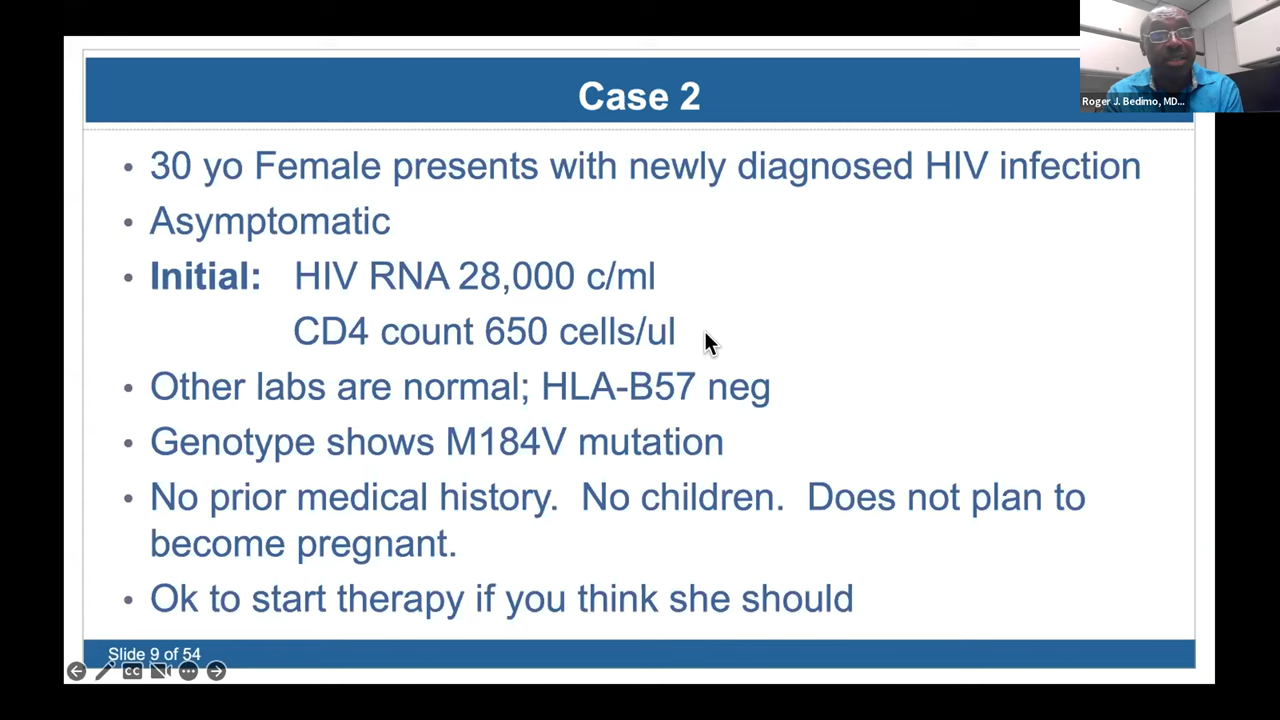 Case 2
Roger J. Bedimo, MD...
• 30 yo Female presents with newly diagnosed HIV infection
• Asymptomatic
• Initial: HIV RNA 28,000 c/ml
CD4 count 650 cells/ul
• Other labs are normal; HLA-B57 neg
• Genotype shows M184V mutation
• No prior medical history. No children. Does not plan to
become pregnant.
• Ok to start therapy if you think she should
Slide 9 of 54
CC